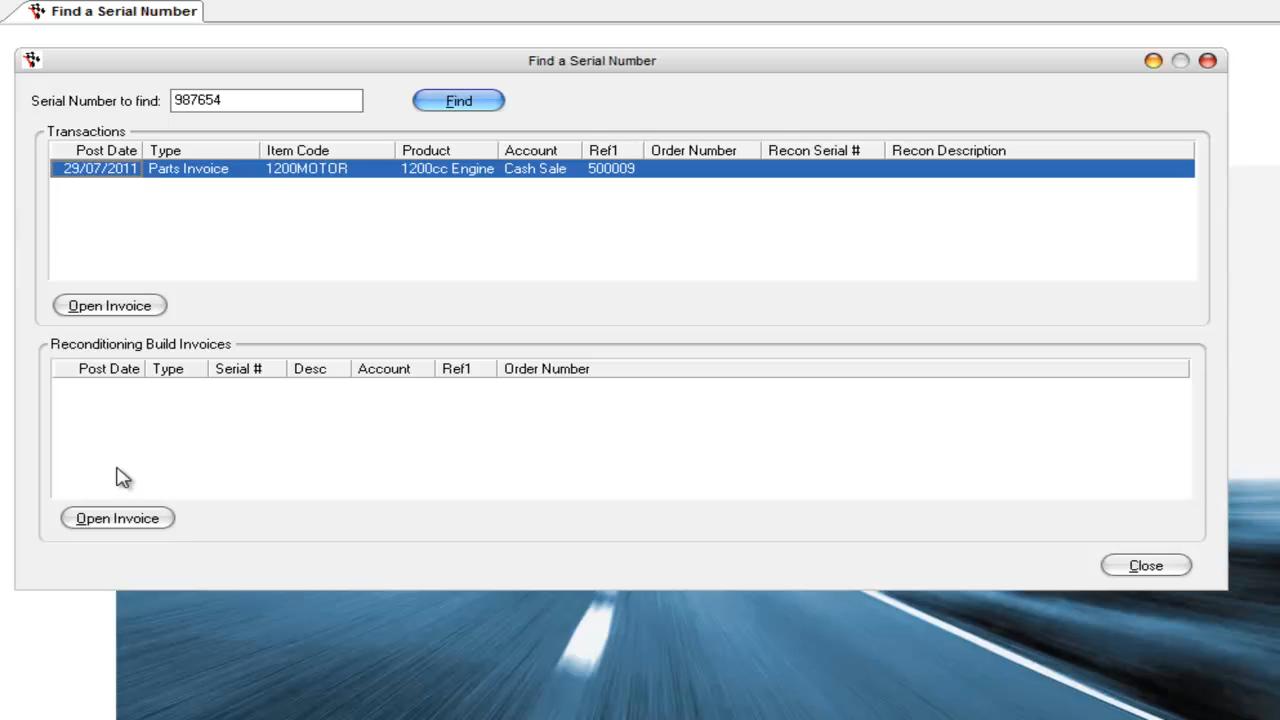 Find a Serial Number
Find a Serial Number
Serial Number to find: 987654 Find
Transactions
Post Date Type Item Code Product Account Ref1 Order Number Recon Serial # Recon Description
29/07/2011 Parts Invoice 1200MOTOR 1200cc Engine Cash Sale 500009
Open Invoice
Reconditioning Build Invoices
Post Date Type Serial # Desc Account Ref1 Order Number
Open Invoice
Close